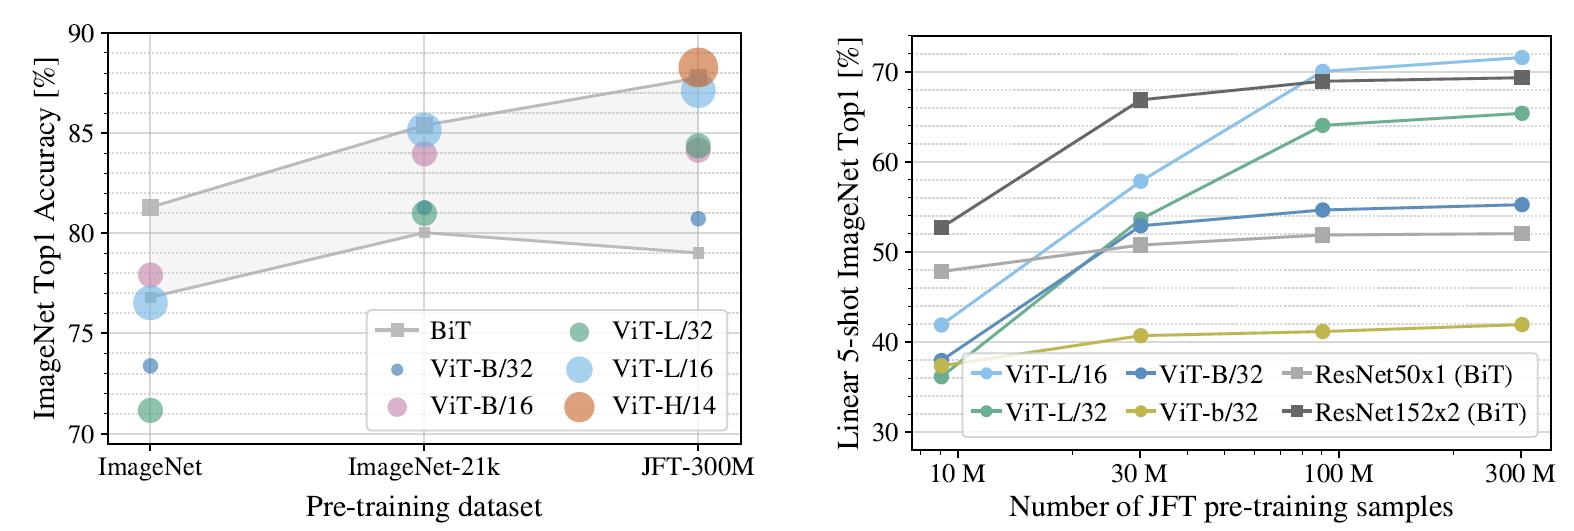 ImageNet Top1 Accuracy [%]
90
85
80
75
70
BiT
ViT-B/32
ViT-B/16
ViT-L/32
ViT-L/16
ViT-H/14
ImageNet
ImageNet-21k
JFT-300M
Pre-training dataset
Linear 5-shot ImageNet Top1 [%]
70
60
50
40
30
ViT-L/16
ViT-L/32
ViT-B/32
ViT-b/32
ResNet50x1 (BiT)
ResNet152x2 (BiT)
10 M
30 M
100 M
300 M
Number of JFT pre-training samples